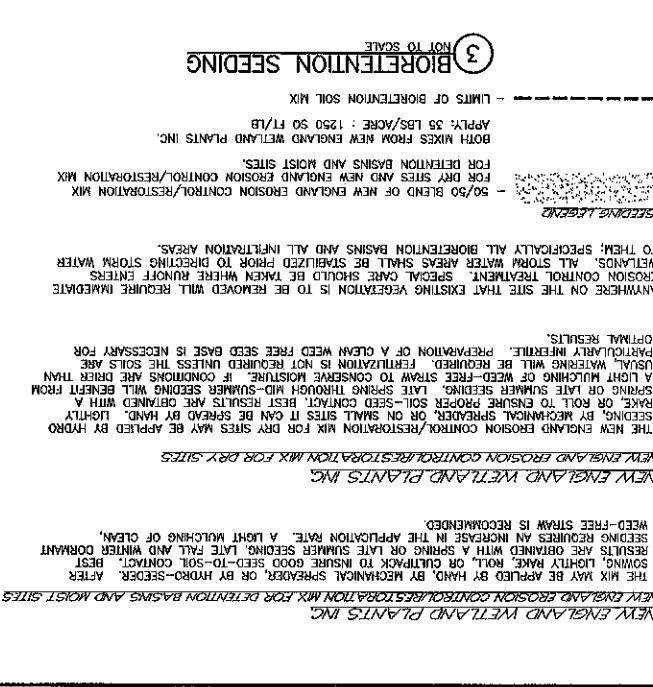 NEW ENGLAND WETLAND PLANTS INC.
NEW ENGLAND EROSION CONTROL/RESTORATION MIX FOR DETENTION BASINS AND MOIST SITES
THE MIX MAY BE APPLIED BY HAND, BY MECHANICAL SPREADER, OR BY HYDRO-SEEDER. AFTER
SOWING, LIGHTLY RAKE, ROLL, OR CULTIPACK TO INSURE GOOD SEED-TO-SOIL CONTACT. BEST
RESULTS ARE OBTAINED WITH A SPRING OR LATE SUMMER SEEDING. LATE FALL AND WINTER DORMANT
SEEDING REQUIRES AN INCREASE IN THE APPLICATION RATE. A LIGHT MULCHING OF CLEAN,
WEED-FREE STRAW IS RECOMMENDED.
NEW ENGLAND WETLAND PLANTS INC.
NEW ENGLAND EROSION CONTROL/RESTORATION MIX FOR DRY SITES
THE NEW ENGLAND EROSION CONTROL/RESTORATION MIX FOR DRY SITES MAY BE APPLIED BY HYDRO
SEEDING, BY MECHANICAL SPREADER, OR ON SMALL SITES IT CAN BE SPREAD BY HAND. LIGHTLY
RAKE, OR ROLL TO ENSURE PROPER SOIL-SEED CONTACT. BEST RESULTS ARE OBTAINED WITH A
SPRING OR LATE SUMMER SEEDING. LATE SPRING THROUGH MID-SUMMER SEEDING WILL BENEFIT FROM
A LIGHT MULCHING OF WEED-FREE STRAW TO CONSERVE MOISTURE. IF CONDITIONS ARE DRIER THAN
USUAL, WATERING WILL BE REQUIRED. FERTILIZATION IS NOT REQUIRED UNLESS THE SOILS ARE
PARTICULARLY INFERTILE. PREPARATION OF A CLEAN WEED FREE SEED BASE IS NECESSARY FOR
OPTIMAL RESULTS.
ANYWHERE ON THE SITE THAT EXISTING VEGETATION IS TO BE REMOVED WILL REQUIRE IMMEDIATE
EROSION CONTROL TREATMENT. SPECIAL CARE SHOULD BE TAKEN WHERE RUNOFF ENTERS
WETLANDS. ALL STORM WATER AREAS SHALL BE STABILIZED PRIOR TO DIRECTING STORM WATER
TO THEM; SPECIFICALLY ALL BIORETENTION BASINS AND ALL INFILTRATION AREAS.
SEEDING LEGEND
- 50/50 BLEND OF NEW ENGLAND EROSION CONTROL/RESTORATION MIX
FOR DRY SITES AND NEW ENGLAND EROSION CONTROL/RESTORATION MIX
FOR DETENTION BASINS AND MOIST SITES.
BOTH MIXES FROM NEW ENGLAND WETLAND PLANTS INC.
APPLY: 35 LBS/ACRE : 1250 SQ FT/LB
- LIMITS OF BIORETENTION SOIL MIX
3 BIORETENTION SEEDING
NOT TO SCALE